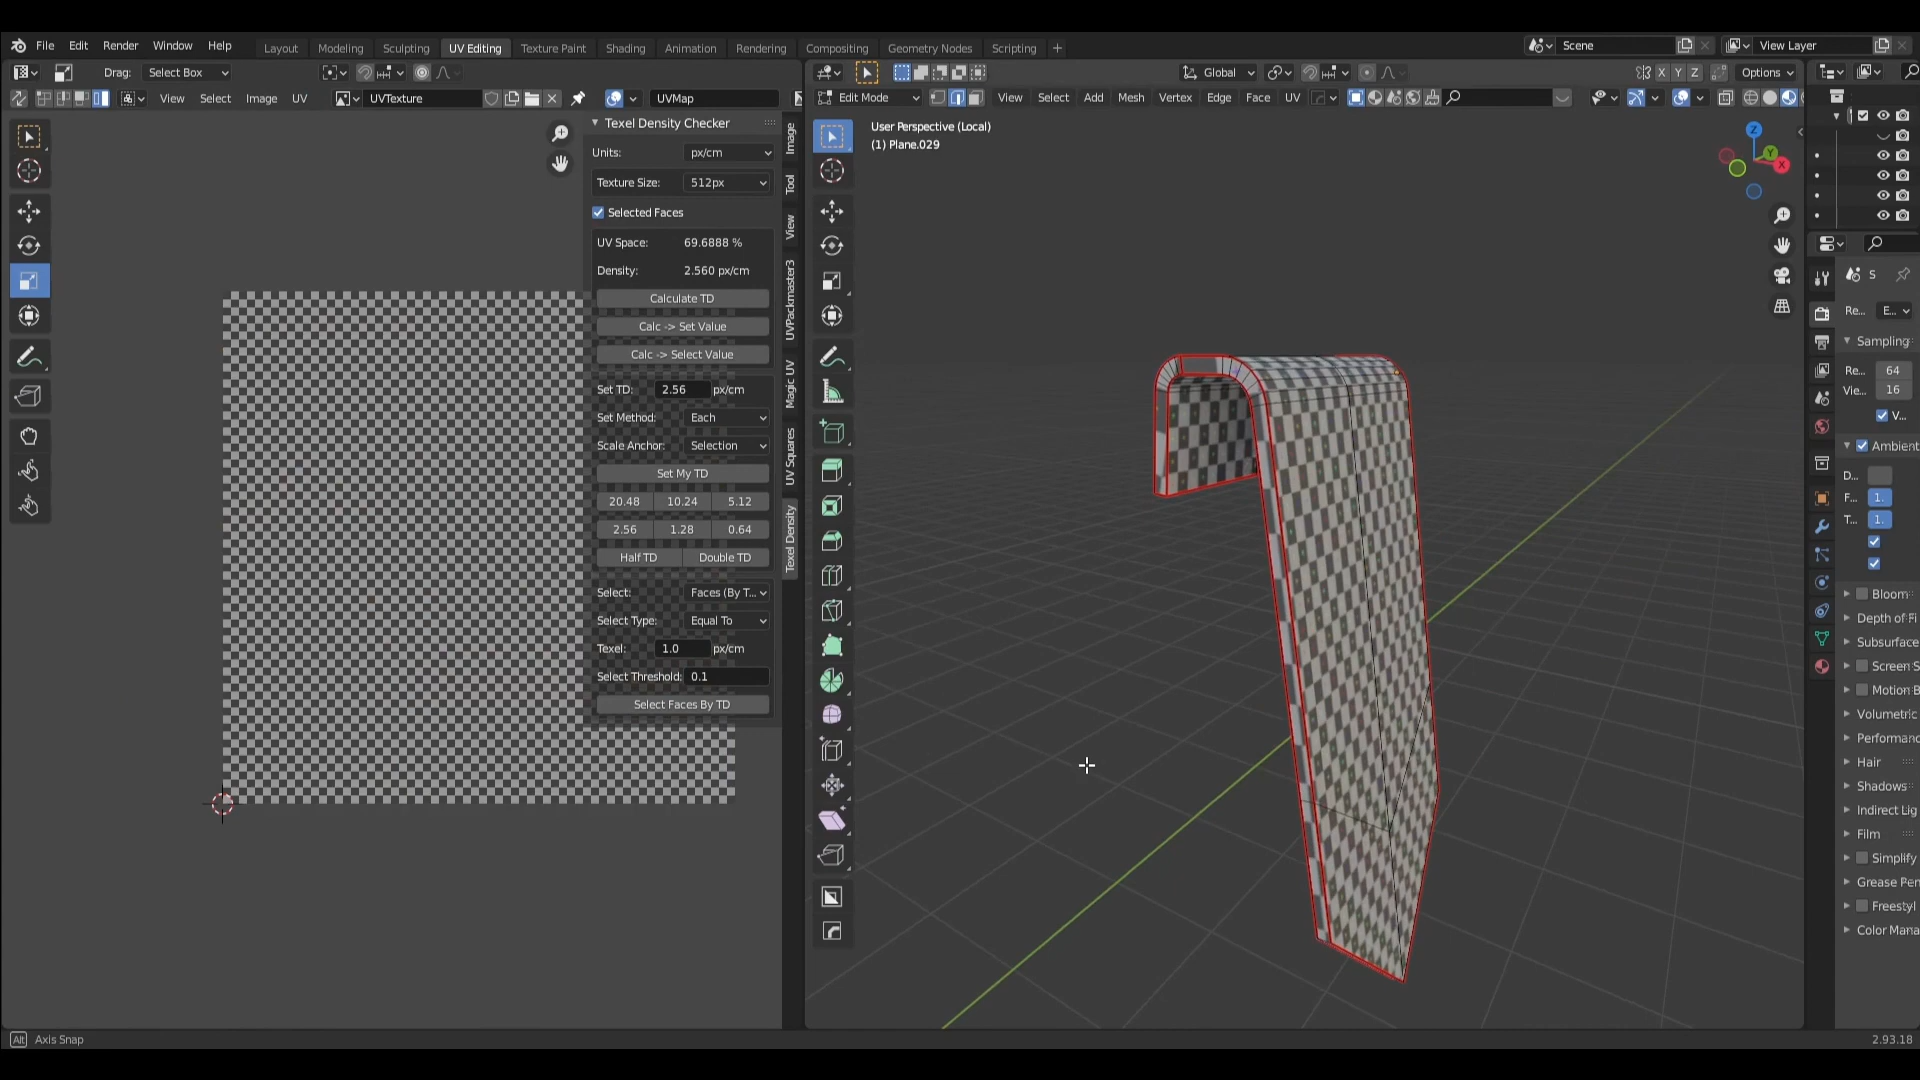 File Edit Render Window Help Layout Modeling Sculpting UV Editing Texture Paint Shading Animation Rendering Compositing Geometry Nodes Scripting + Scene View Layer
Drag: Select Box Global X Y Z Options
View Select Image UV UVTexture UVMap Edit Mode View Select Add Mesh Vertex Edge Face UV
Texel Density Checker
Units: px/cm
Texture Size: 512px
Selected Faces
UV Space: 69.6888 %
Density: 2.560 px/cm
Calculate TD
Calc -> Set Value
Calc -> Select Value
Set TD: 2.56 px/cm
Set Method: Each
Scale Anchor: Selection
Set My TD
20.48 10.24 5.12
2.56 1.28 0.64
Half TD Double TD
Select: Faces (By T...
Select Type: Equal To
Texel: 1.0 px/cm
Select Threshold: 0.1
Select Faces By TD
Image
Tool
View
UVPackmaster3
Magic UV
UV Squares
Texel Density
User Perspective (Local)
(1) Plane.029
Z
Y
X
S
Re... E...
Sampling
Re... 64
Vie... 16
V...
Ambient
D...
F... 1.
T... 1.
Bloom
Depth of Fi
Subsurface
Screen S
Motion B
Volumetric
Performanc
Hair
Shadows
Indirect Lig
Film
Simplify
Grease Pen
Freestyl
Color Mana
Alt Axis Snap
2.93.18